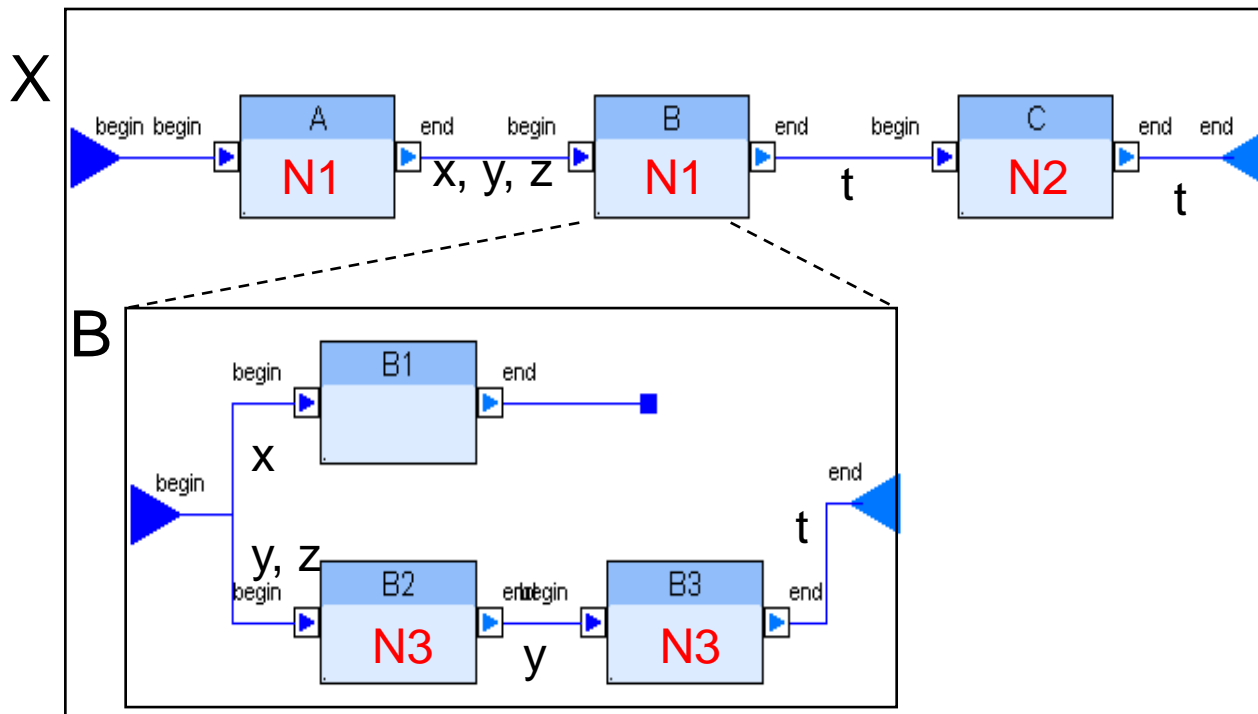 X
begin begin A end begin B end begin C end end
N1 x, y, z N1 t N2 t
B
begin B1 end
x
begin end
y, z t
begin B2 end begin B3 end
N3 y N3